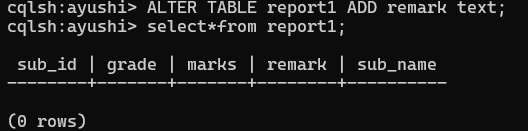 cqlsh:ayushi> ALTER TABLE report1 ADD remark text;
cqlsh:ayushi> select*from report1;
sub_id | grade | marks | remark | sub_name
--------+-------+-------+--------+----------
(0 rows)